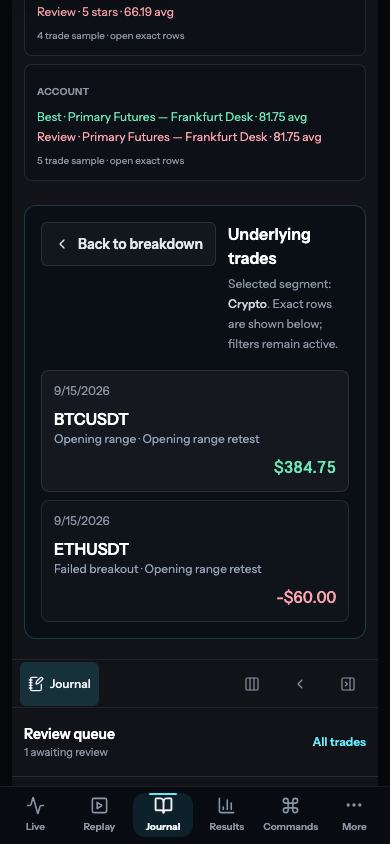 Review · 5 stars · 66.19 avg
4 trade sample · open exact rows
ACCOUNT
Best · Primary Futures — Frankfurt Desk · 81.75 avg
Review · Primary Futures — Frankfurt Desk · 81.75 avg
5 trade sample · open exact rows
Back to breakdown
Underlying
trades
Selected segment:
Crypto. Exact rows
are shown below;
filters remain active.
9/15/2026
BTCUSDT
Opening range · Opening range retest
$384.75
9/15/2026
ETHUSDT
Failed breakout · Opening range retest
-$60.00
Journal
Review queue
1 awaiting review
All trades
Live
Replay
Journal
Results
Commands
More